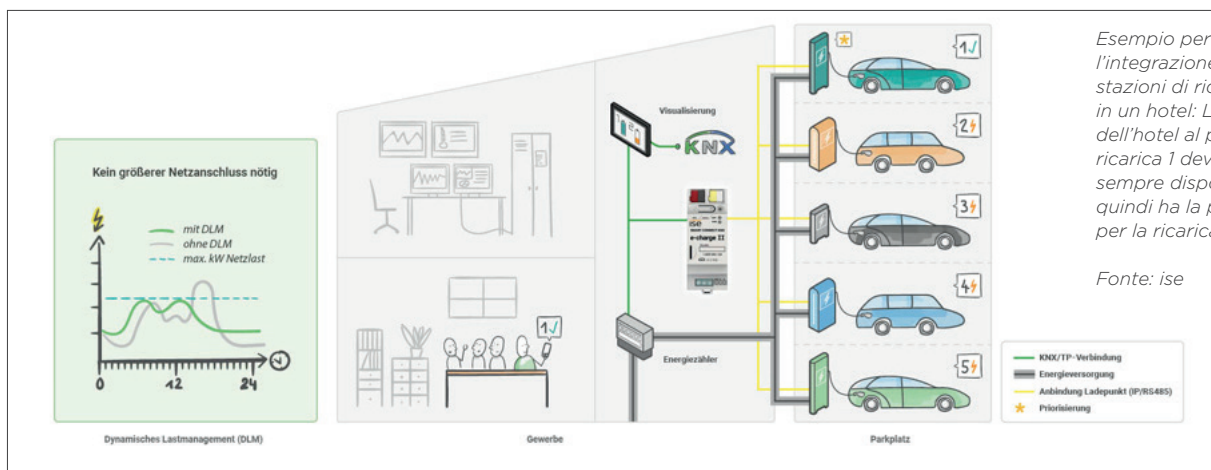 Kein größerer Netzanschluss nötig
mit DLM
ohne DLM
max. kW Netzlast
0
12
24
Dynamisches Lastmanagement (DLM)
Visualisierung
KNX
ise
e-charge II
Energiezähler
1
Gewerbe
1
2
3
4
5
Parkplatz
Esempio per
l'integrazione
stazioni di ric
in un hotel: L
dell'hotel al p
ricarica 1 dev
sempre dispo
quindi ha la p
per la ricarica
Fonte: ise
KNX/TP-Verbindung
Energieversorgung
Anbindung Ladepunkt (IP/RS485)
Priorisierung